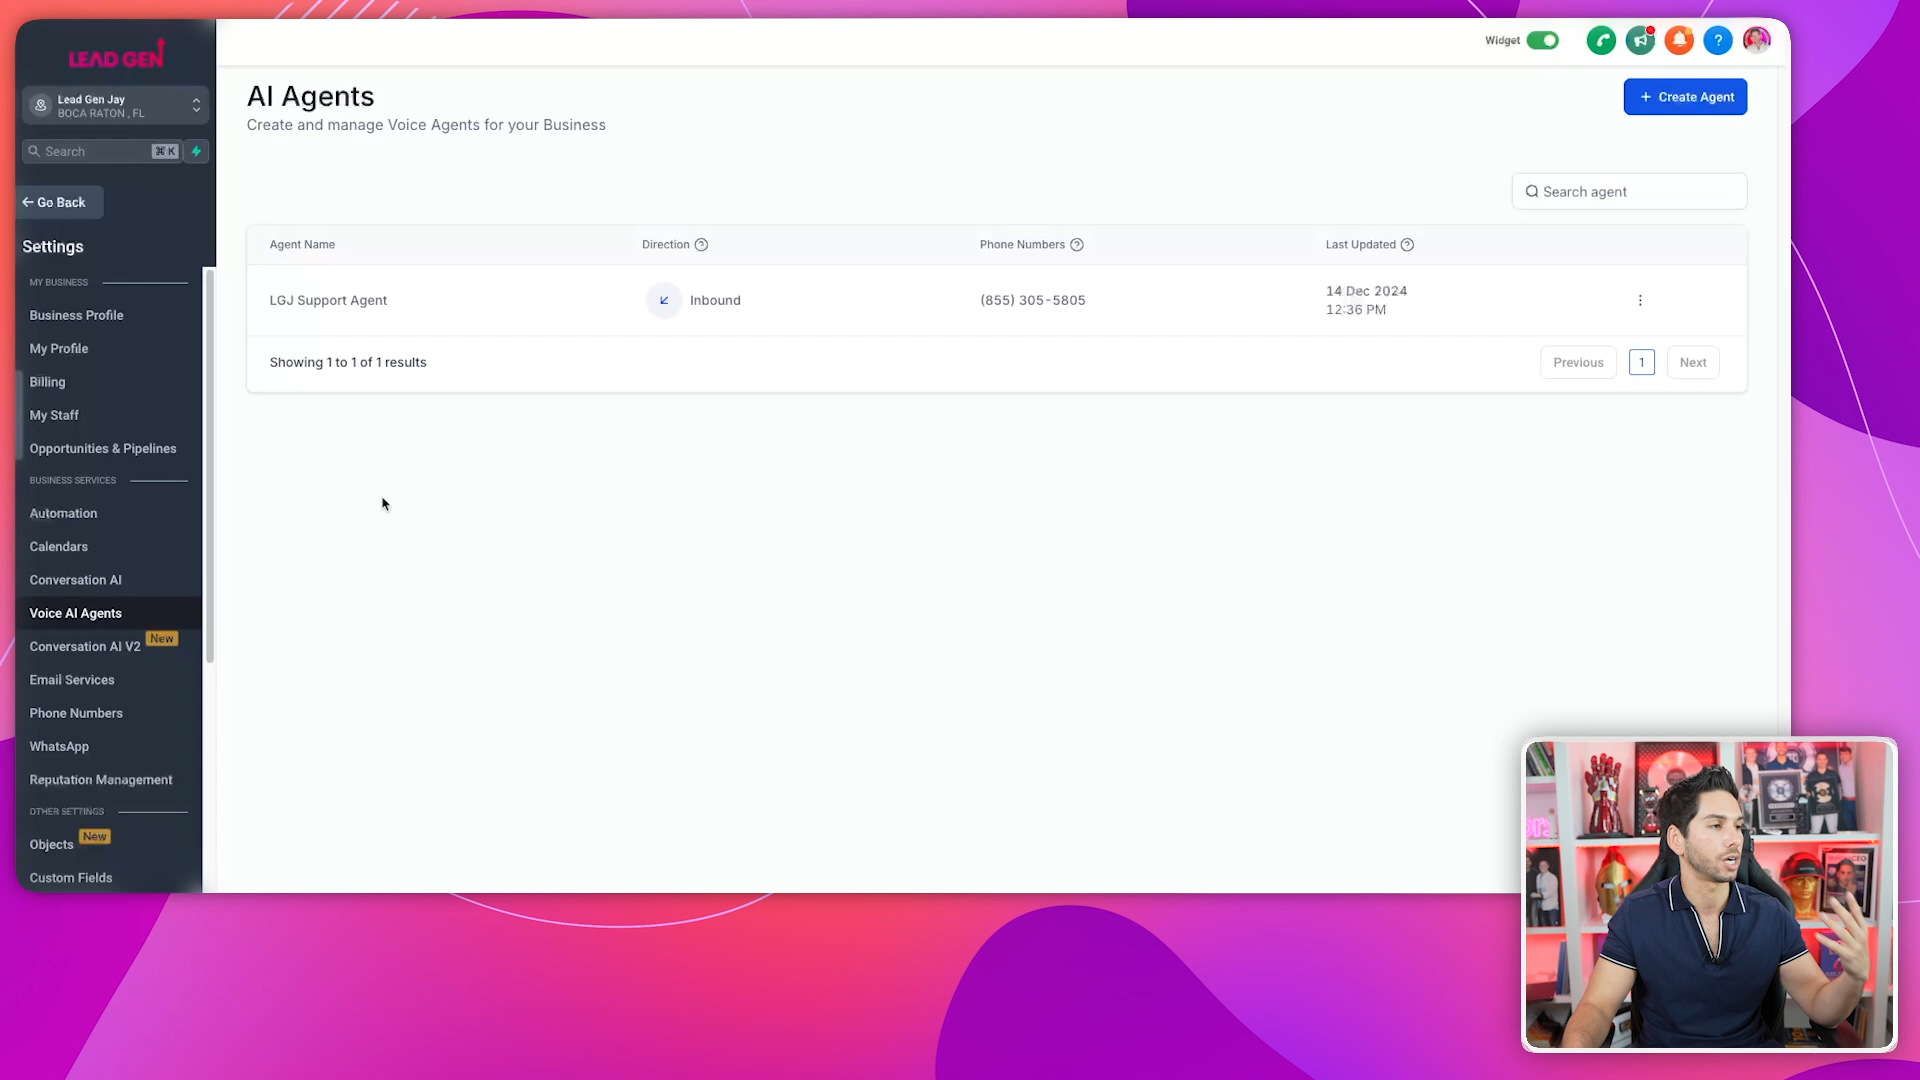 LEAD GEN
Lead Gen Jay
BOCA RATON , FL
Search
⌘ K
Go Back
Settings
MY BUSINESS
Business Profile
My Profile
Billing
My Staff
Opportunities & Pipelines
BUSINESS SERVICES
Automation
Calendars
Conversation AI
Voice AI Agents
Conversation AI V2 New
Email Services
Phone Numbers
WhatsApp
Reputation Management
OTHER SETTINGS
Objects New
Custom Fields
Widget
AI Agents
Create and manage Voice Agents for your Business
+ Create Agent
Search agent
Agent Name Direction Phone Numbers Last Updated
LGJ Support Agent Inbound (855) 305-5805 14 Dec 2024
12:36 PM
Showing 1 to 1 of 1 results
Previous 1 Next